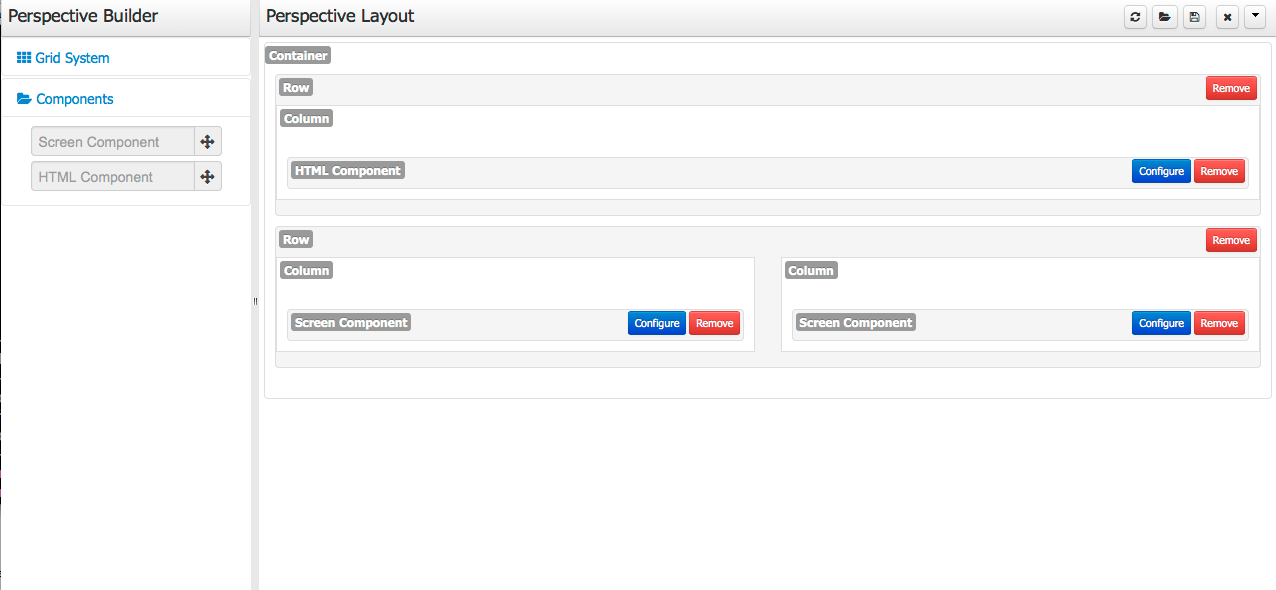 Perspective Builder
Grid System
Components
Screen Component
HTML Component
Perspective Layout
Container
Row Remove
Column
HTML Component Configure Remove
Row Remove
Column Column
Screen Component Configure Remove Screen Component Configure Remove